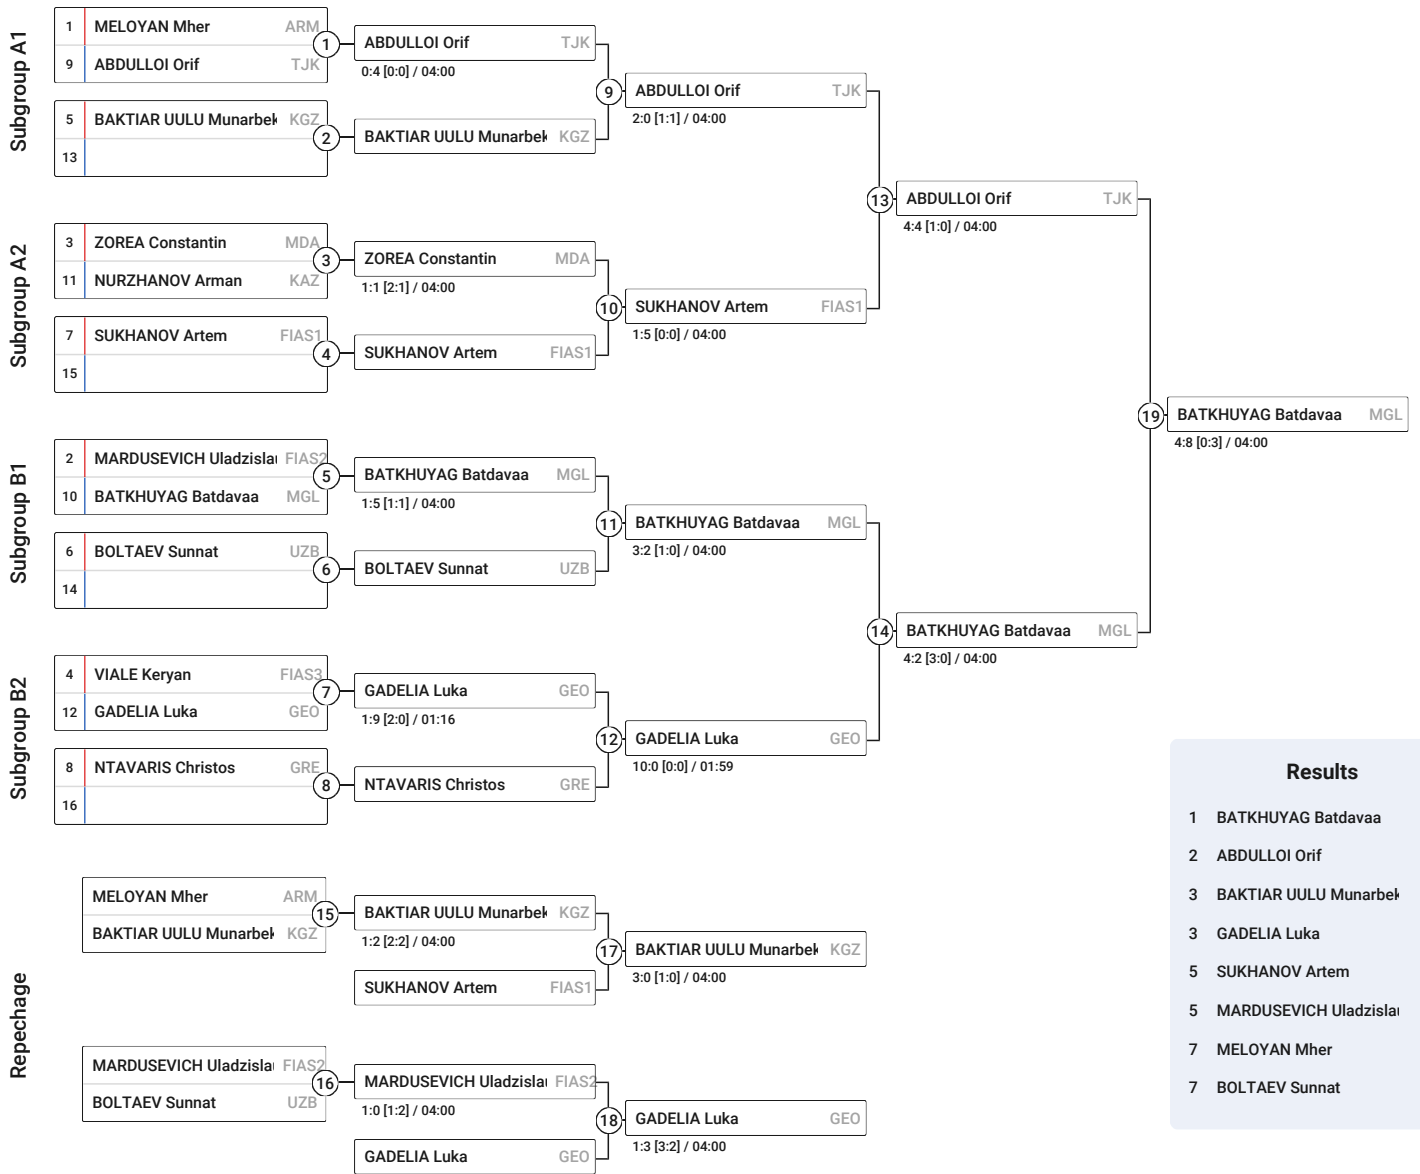 Subgroup A1
1 MELOYAN Mher ARM
9 ABDULLOI Orif TJK
1
ABDULLOI Orif TJK
0:4 [0:0] / 04:00
5 BAKTIAR UULU Munarbek KGZ
13
2
BAKTIAR UULU Munarbek KGZ
9
ABDULLOI Orif TJK
2:0 [1:1] / 04:00
Subgroup A2
3 ZOREA Constantin MDA
11 NURZHANOV Arman KAZ
3
ZOREA Constantin MDA
1:1 [2:1] / 04:00
7 SUKHANOV Artem FIAS1
15
4
SUKHANOV Artem FIAS1
10
SUKHANOV Artem FIAS1
1:5 [0:0] / 04:00
13
ABDULLOI Orif TJK
4:4 [1:0] / 04:00
Subgroup B1
2 MARDUSEVICH Uladzislau FIAS2
10 BATKHUYAG Batdavaa MGL
5
BATKHUYAG Batdavaa MGL
1:5 [1:1] / 04:00
6 BOLTAEV Sunnat UZB
14
6
BOLTAEV Sunnat UZB
11
BATKHUYAG Batdavaa MGL
3:2 [1:0] / 04:00
Subgroup B2
4 VIALE Keryan FIAS3
12 GADELIA Luka GEO
7
GADELIA Luka GEO
1:9 [2:0] / 01:16
8 NTAVARIS Christos GRE
16
8
NTAVARIS Christos GRE
12
GADELIA Luka GEO
10:0 [0:0] / 01:59
14
BATKHUYAG Batdavaa MGL
4:2 [3:0] / 04:00
19
BATKHUYAG Batdavaa MGL
4:8 [0:3] / 04:00
Repechage
MELOYAN Mher ARM
BAKTIAR UULU Munarbek KGZ
15
BAKTIAR UULU Munarbek KGZ
1:2 [2:2] / 04:00
SUKHANOV Artem FIAS1
17
BAKTIAR UULU Munarbek KGZ
3:0 [1:0] / 04:00
MARDUSEVICH Uladzislau FIAS2
BOLTAEV Sunnat UZB
16
MARDUSEVICH Uladzislau FIAS2
1:0 [1:2] / 04:00
GADELIA Luka GEO
18
GADELIA Luka GEO
1:3 [3:2] / 04:00
Results
1 BATKHUYAG Batdavaa
2 ABDULLOI Orif
3 BAKTIAR UULU Munarbek
3 GADELIA Luka
5 SUKHANOV Artem
5 MARDUSEVICH Uladzislau
7 MELOYAN Mher
7 BOLTAEV Sunnat